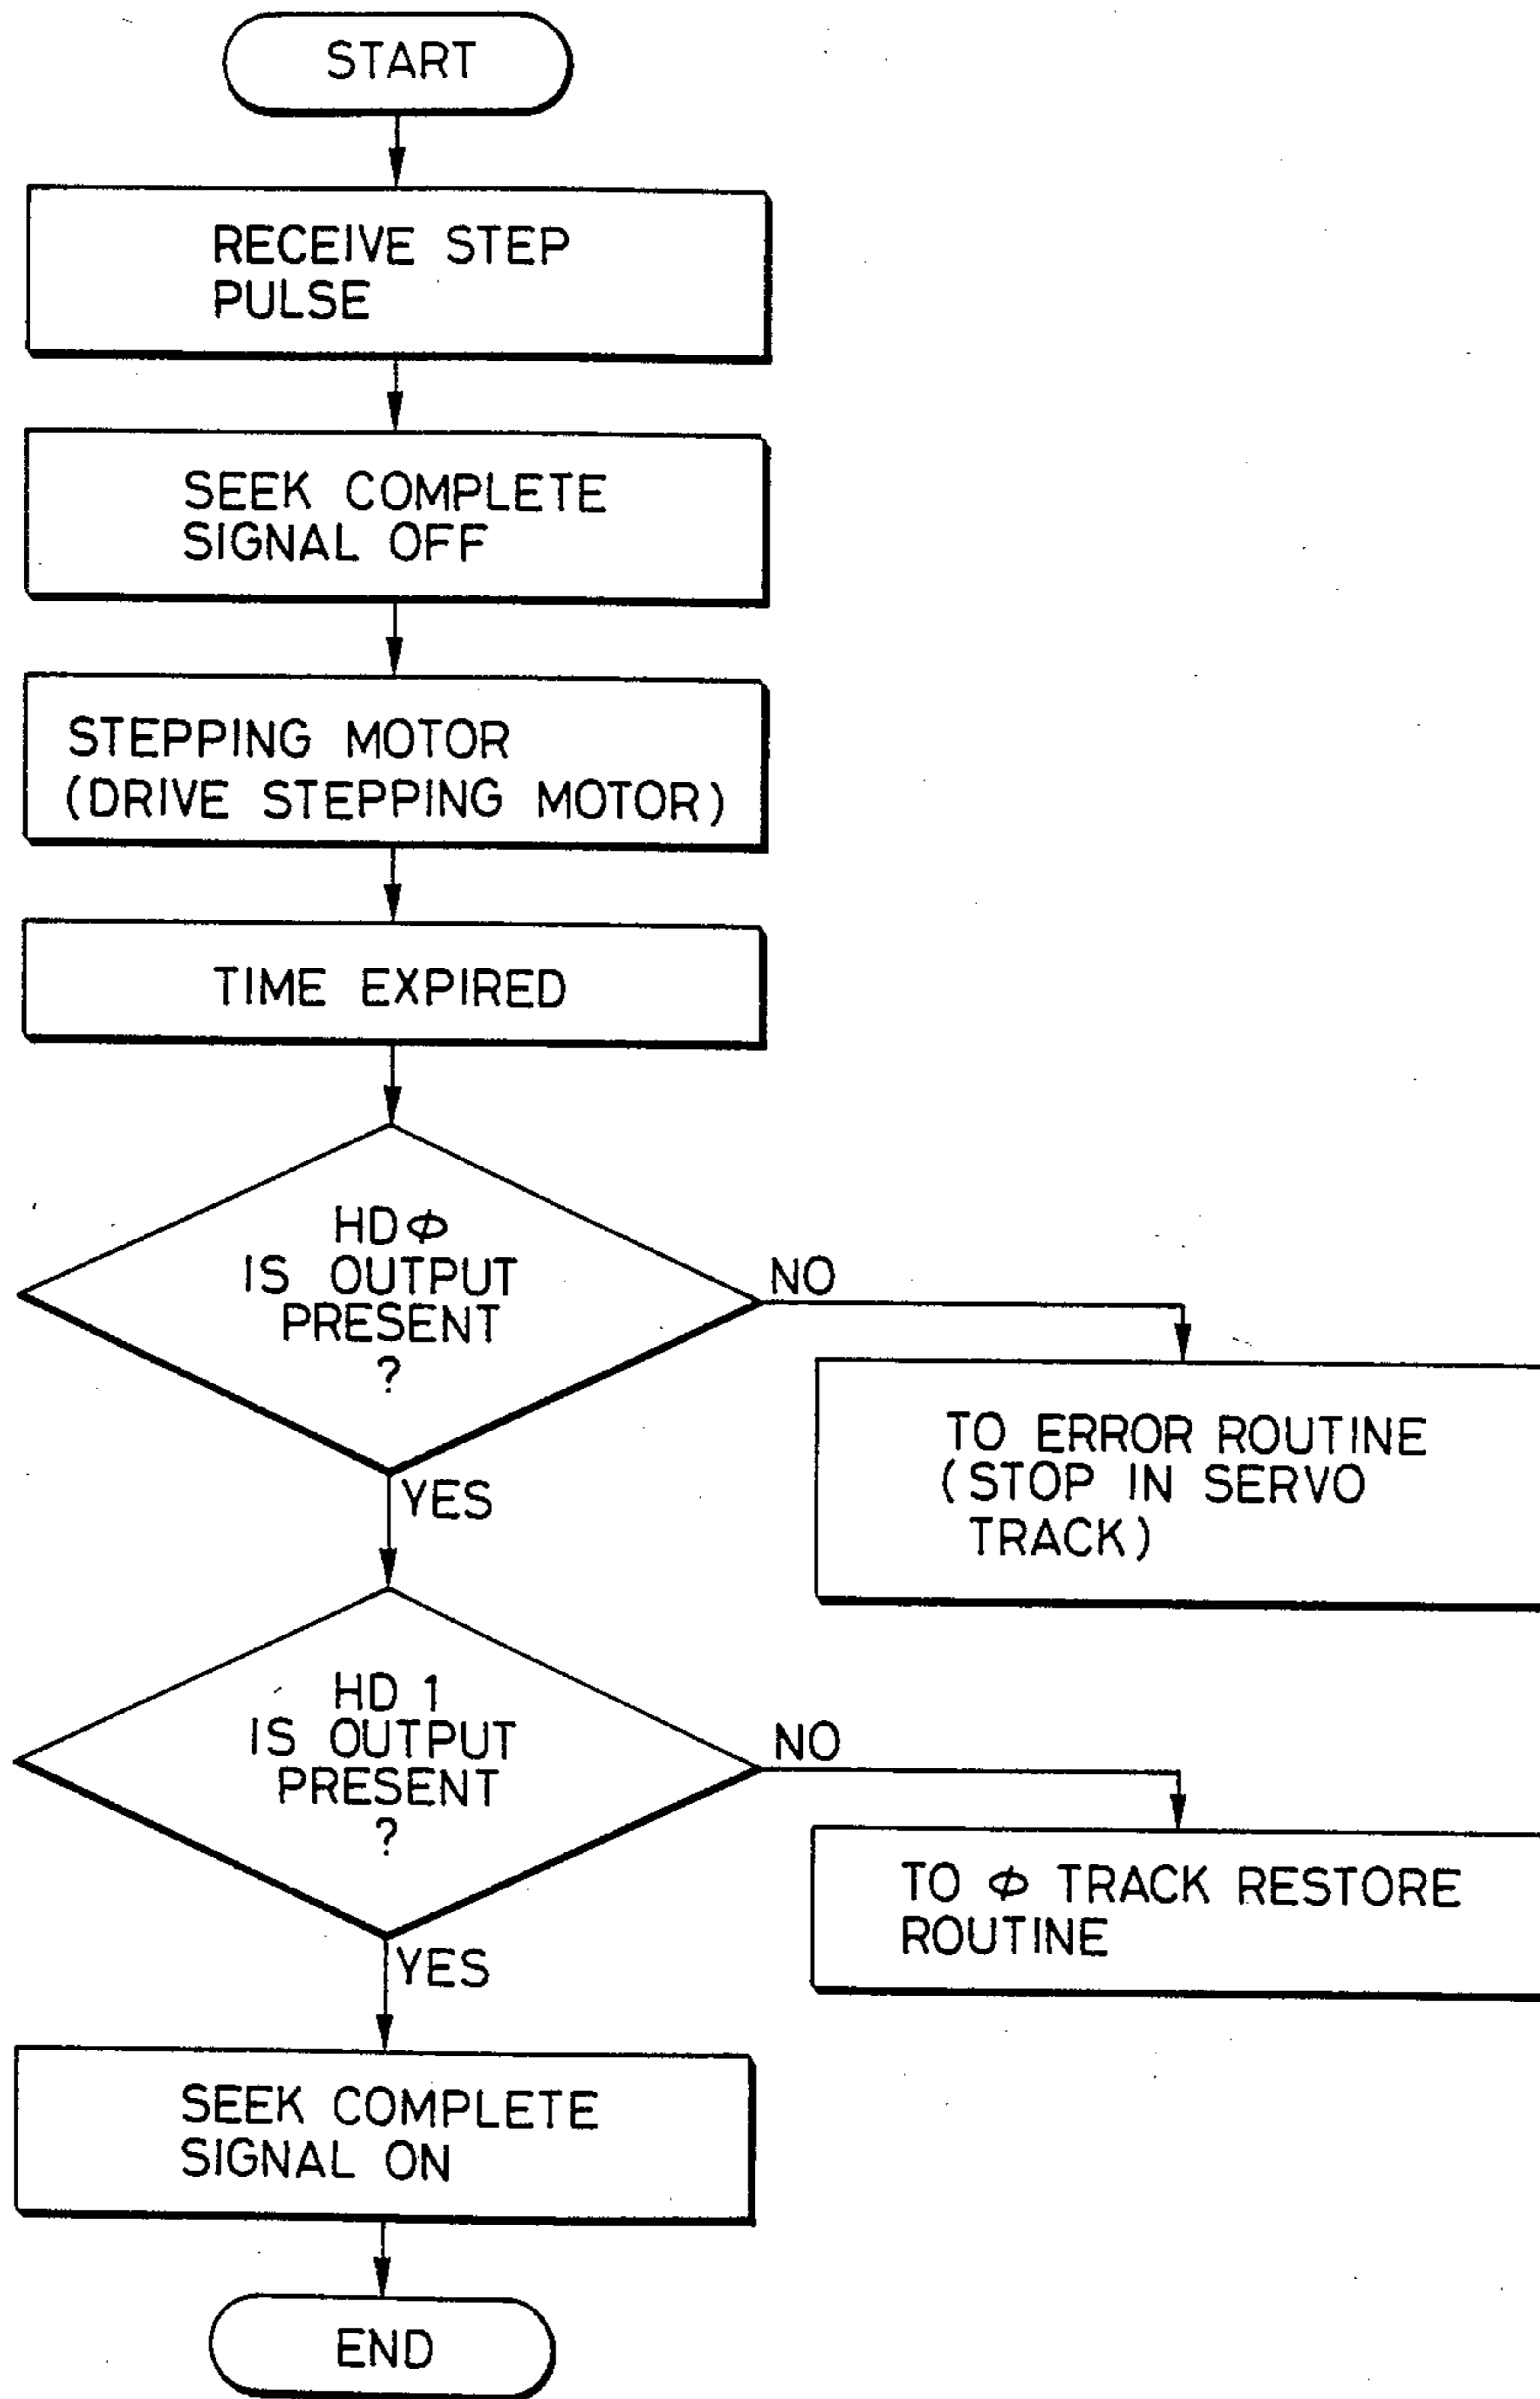 START
RECEIVE STEP
PULSE
SEEK COMPLETE
SIGNAL OFF
STEPPING MOTOR
(DRIVE STEPPING MOTOR)
TIME EXPIRED
HDϕ
IS OUTPUT
PRESENT
?
NO
TO ERROR ROUTINE
(STOP IN SERVO
TRACK)
YES
HD 1
IS OUTPUT
PRESENT
?
NO
TO ϕ TRACK RESTORE
ROUTINE
YES
SEEK COMPLETE
SIGNAL ON
END